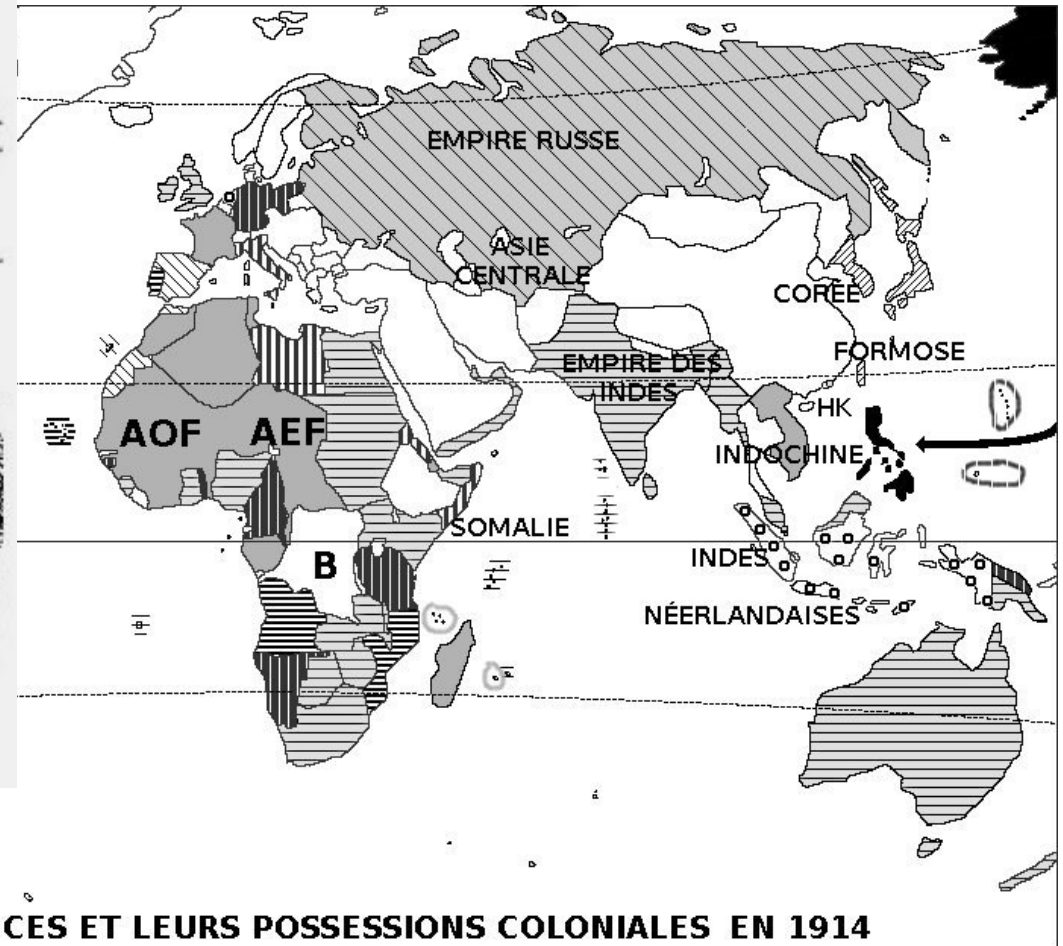 EMPIRE RUSSE
ASIE
CENTRALE
CORÉE
FORMOSE
EMPIRE DES
INDES
HK
AOF
AEF
INDOCHINE
SOMALIE
B
INDES
NÉERLANDAISES
CES ET LEURS POSSESSIONS COLONIALES EN 1914